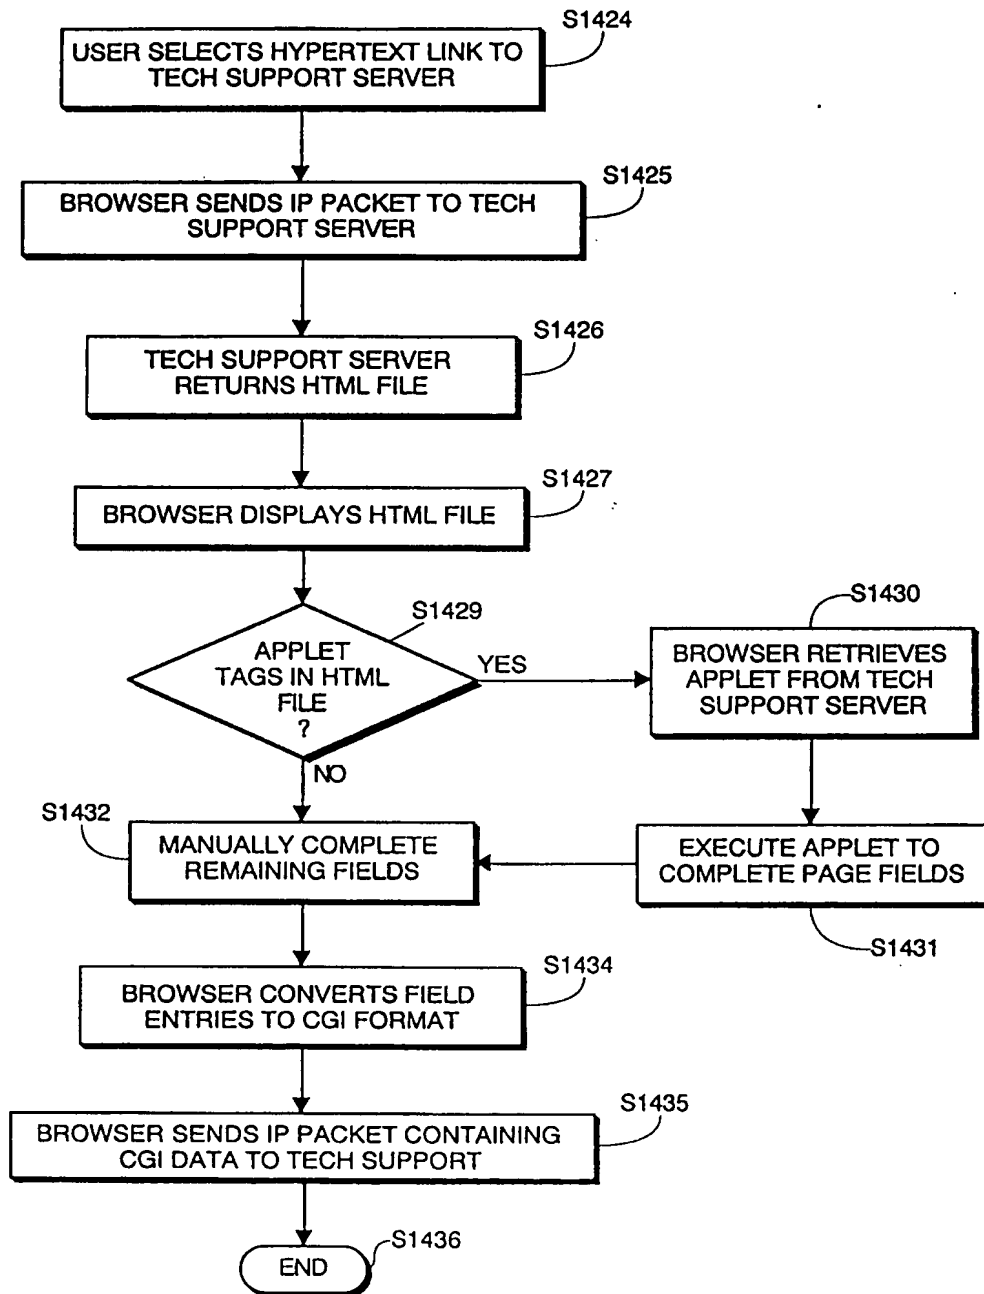 S1424
USER SELECTS HYPERTEXT LINK TO
TECH SUPPORT SERVER
S1425
BROWSER SENDS IP PACKET TO TECH
SUPPORT SERVER
S1426
TECH SUPPORT SERVER
RETURNS HTML FILE
S1427
BROWSER DISPLAYS HTML FILE
S1429
APPLET
TAGS IN HTML
FILE
?
YES
NO
S1430
BROWSER RETRIEVES
APPLET FROM TECH
SUPPORT SERVER
EXECUTE APPLET TO
COMPLETE PAGE FIELDS
S1431
S1432
MANUALLY COMPLETE
REMAINING FIELDS
S1434
BROWSER CONVERTS FIELD
ENTRIES TO CGI FORMAT
S1435
BROWSER SENDS IP PACKET CONTAINING
CGI DATA TO TECH SUPPORT
S1436
END